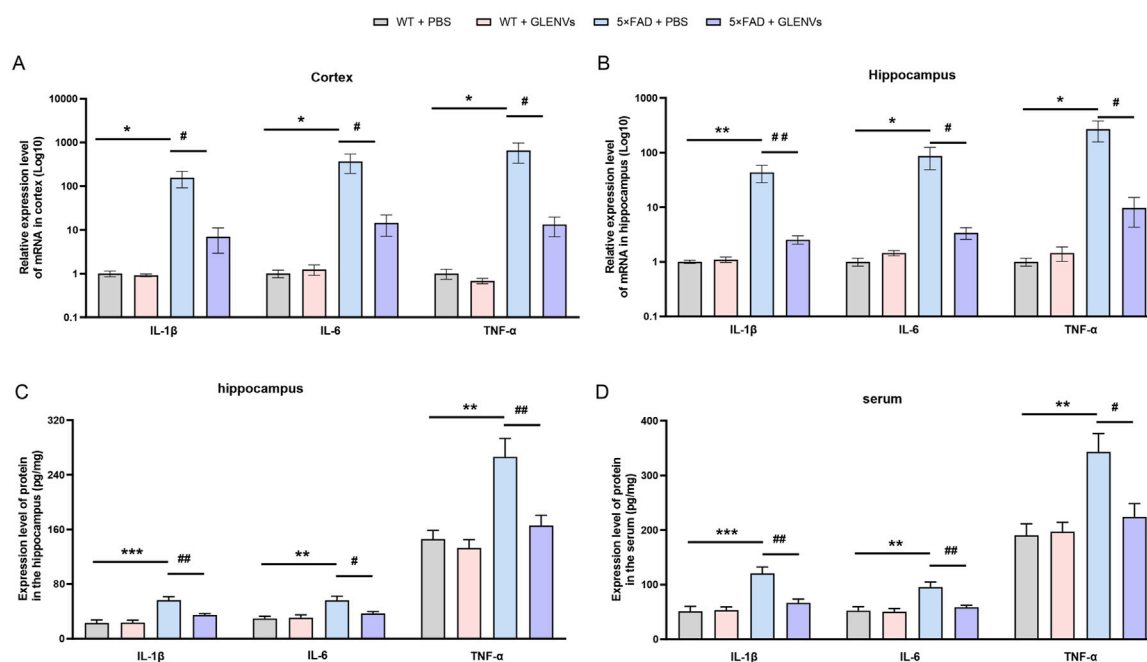 WT + PBS WT + GLENVs 5×FAD + PBS 5×FAD + GLENVs
A
Cortex
Relative expression level
of mRNA in cortex (Log10)
10000
1000
100
10
1
0.1
* #
* #
* #
IL-1β IL-6 TNF-α
B
Hippocampus
Relative expression level
of mRNA in hippocampus (Log10)
1000
100
10
1
0.1
** ##
* #
* #
IL-1β IL-6 TNF-α
C
hippocampus
Expression level of protein
in the hippocampus (pg/mg)
320
240
160
80
0
*** ##
** #
** ##
IL-1β IL-6 TNF-α
D
serum
Expression level of protein
in the serum (pg/mg)
400
300
200
100
0
*** ##
** ##
** #
IL-1β IL-6 TNF-α